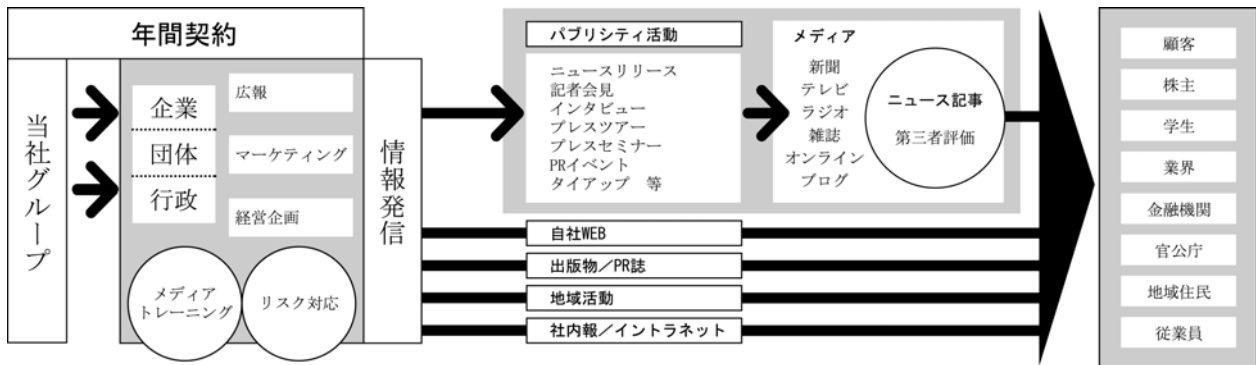 年間契約
当社グループ
企業
団体
行政
広報
マーケティング
経営企画
メディア
トレーニング
リスク対応
情報発信
パブリシティ活動
ニュースリリース
記者会見
インタビュー
プレスツアー
プレスセミナー
PRイベント
タイアップ 等
メディア
新聞
テレビ
ラジオ
雑誌
オンライン
ブログ
ニュース記事
第三者評価
自社WEB
出版物／PR誌
地域活動
社内報／イントラネット
顧客
株主
学生
業界
金融機関
官公庁
地域住民
従業員